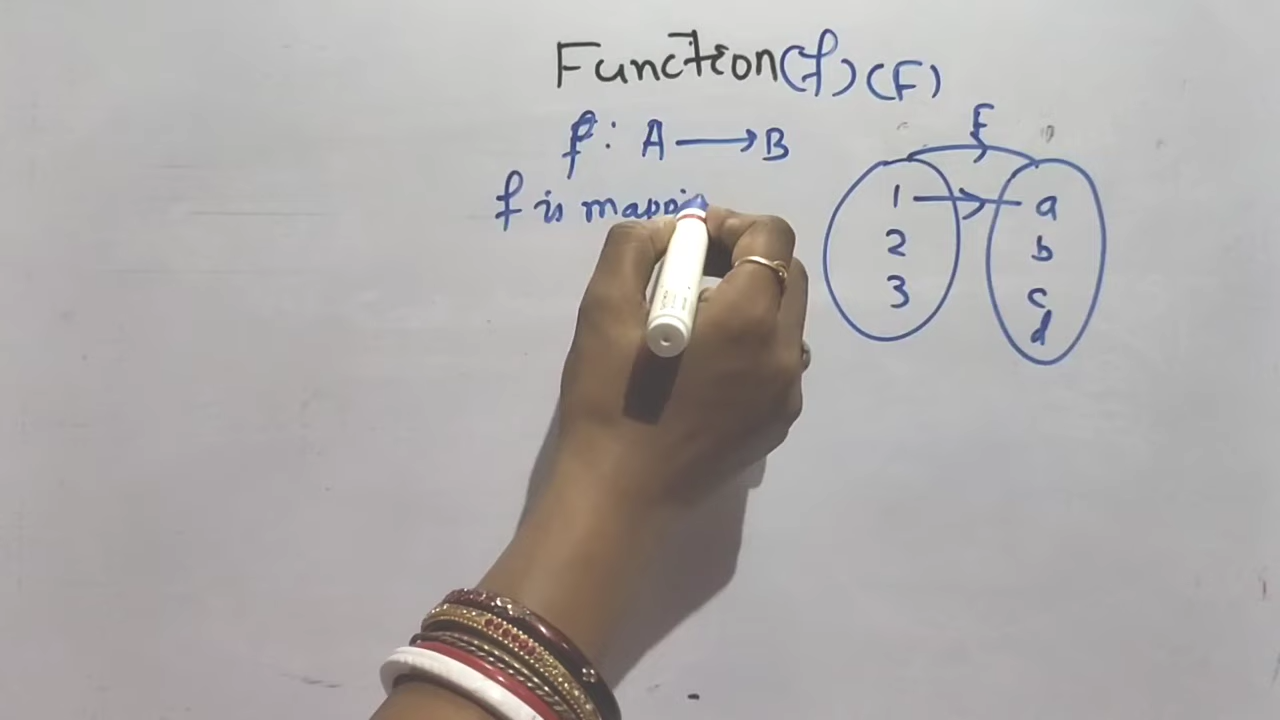 Function(f)(F)
f: A → B
f is mappi
f
1 → a
2 b
3 c
d